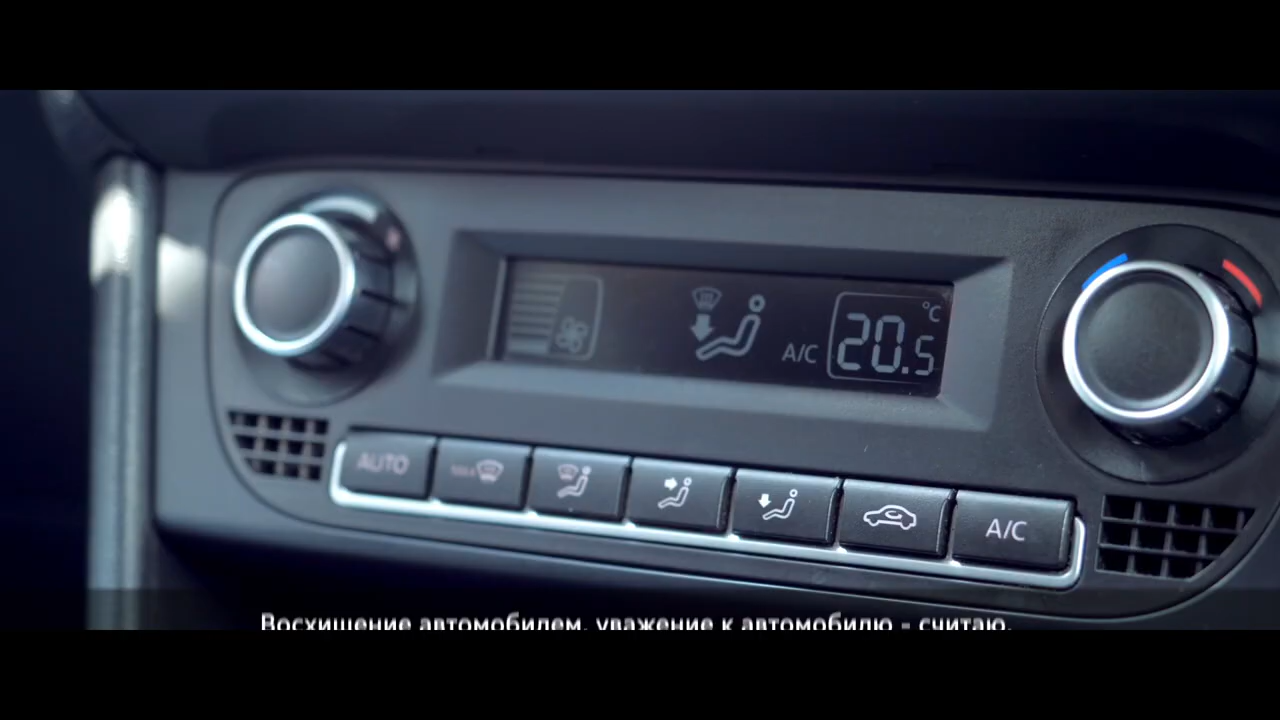 °C
A/C 20.5
AUTO
A/C
Восхищение автомобилем, уважение к автомобилю - считаю,